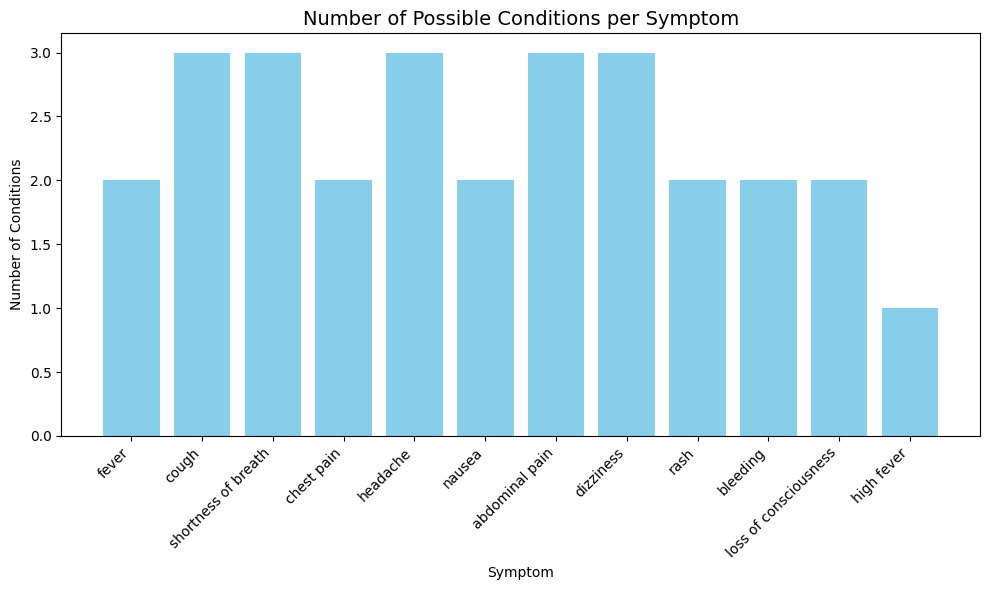 Number of Possible Conditions per Symptom
Number of Conditions
3.0
2.5
2.0
1.5
1.0
0.5
0.0
fever
cough
shortness of breath
chest pain
headache
nausea
abdominal pain
dizziness
rash
bleeding
loss of consciousness
high fever
Symptom